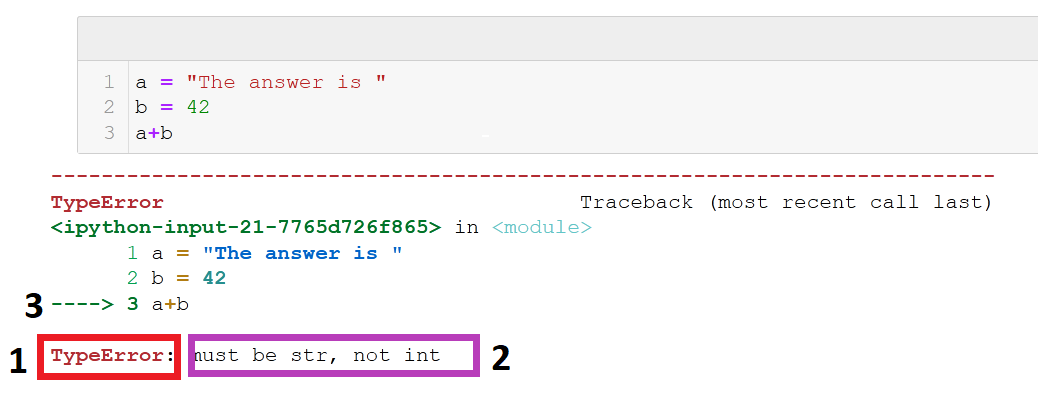 1 a = "The answer is "
2 b = 42
3 a+b
---------------------------------------------------------------------------
TypeError Traceback (most recent call last)
<ipython-input-21-7765d726f865> in <module>
1 a = "The answer is "
2 b = 42
3 ----> 3 a+b
1 TypeError: must be str, not int 2